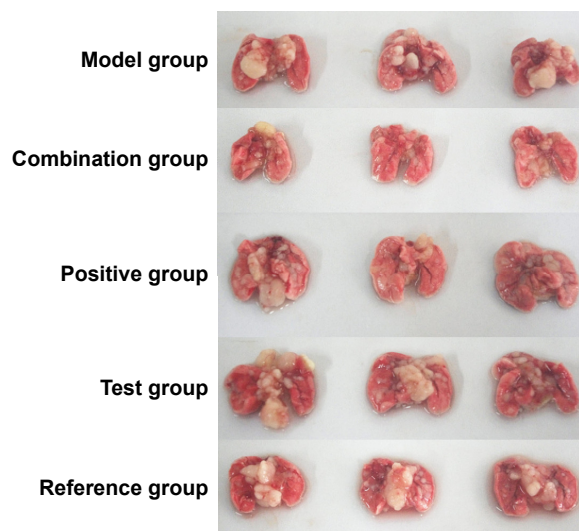 Model group
Combination group
Positive group
Test group
Reference group